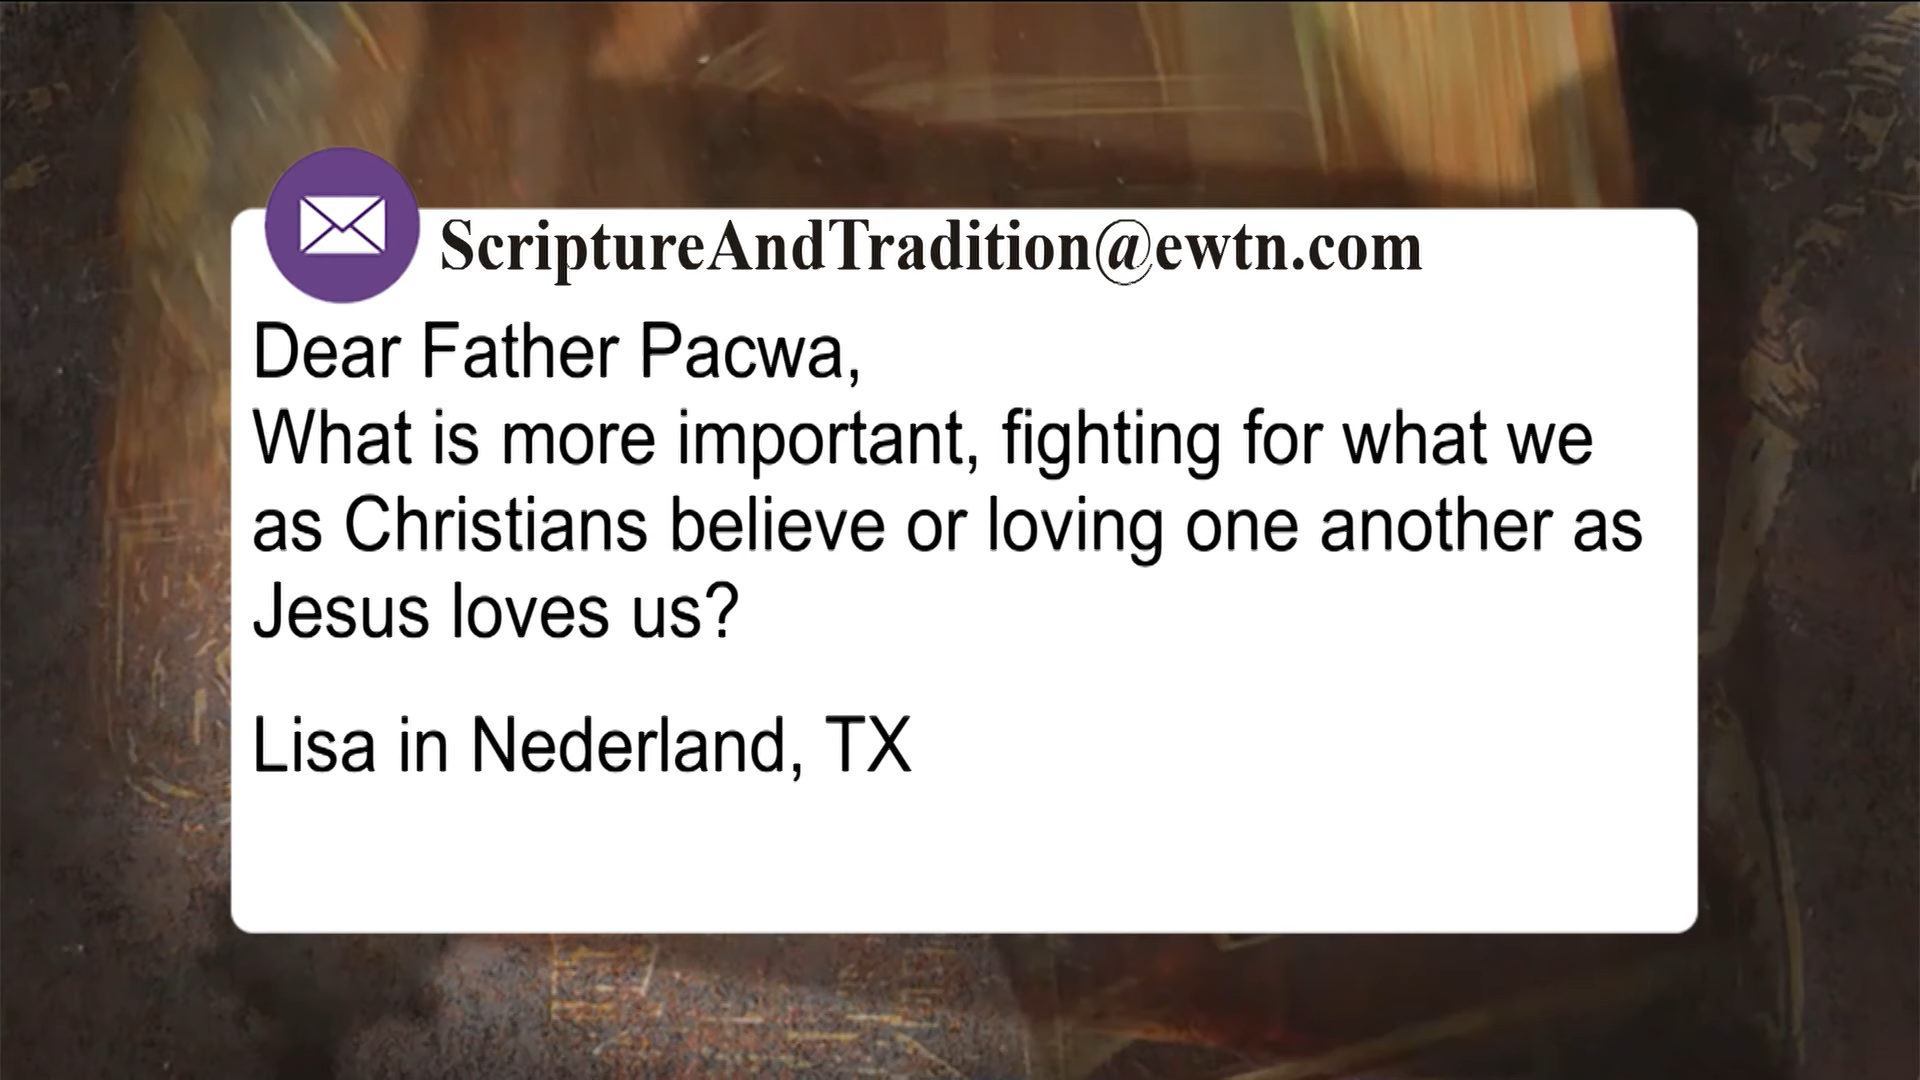 ScriptureAndTradition@ewtn.com
Dear Father Pacwa,
What is more important, fighting for what we
as Christians believe or loving one another as
Jesus loves us?
Lisa in Nederland, TX